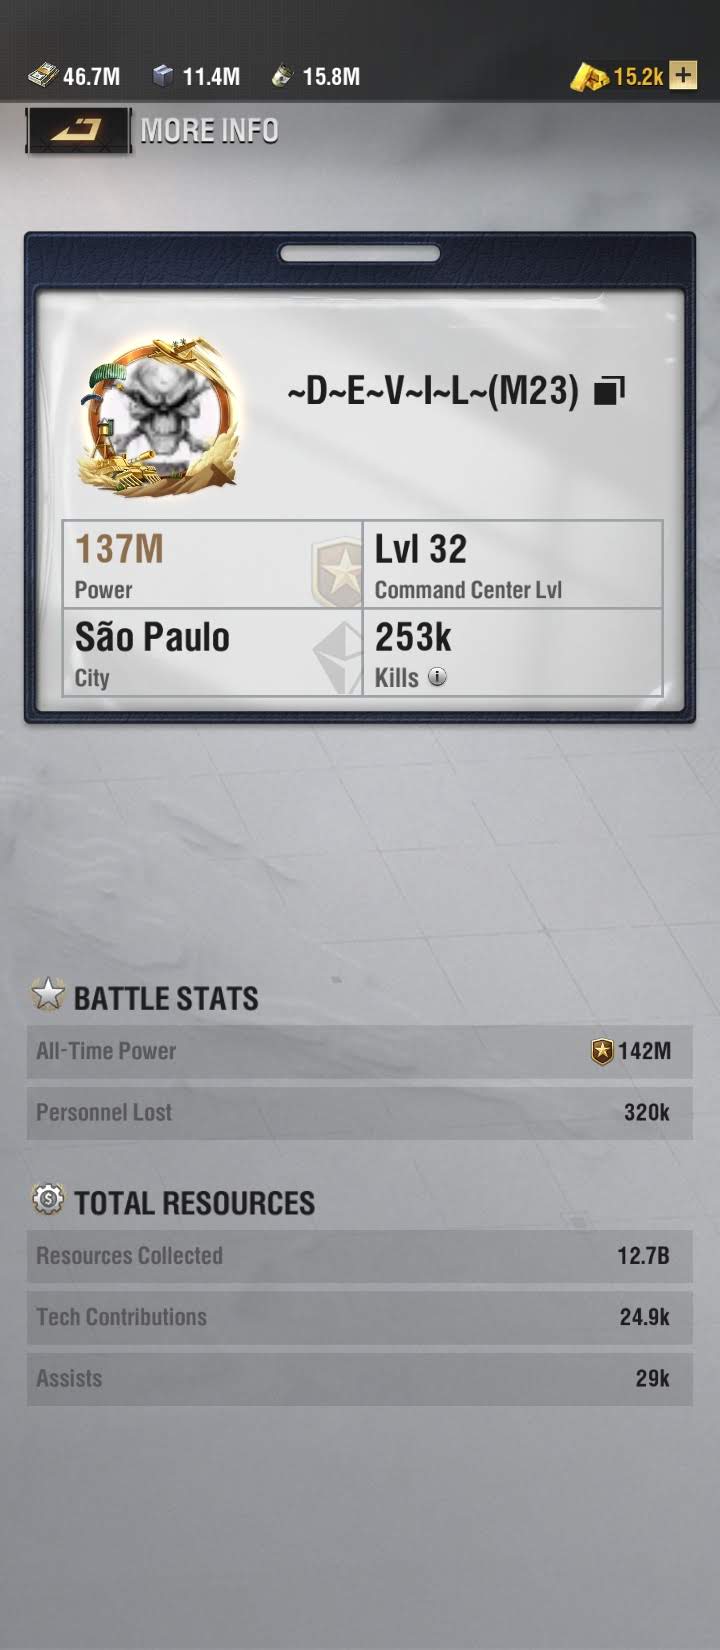 46.7M 11.4M 15.8M 15.2k +
MORE INFO
~D~E~V~I~L~(M23)
137M Lvl 32
Power Command Center Lvl
São Paulo 253k
City Kills i
BATTLE STATS
All-Time Power 142M
Personnel Lost 320k
TOTAL RESOURCES
Resources Collected 12.7B
Tech Contributions 24.9k
Assists 29k